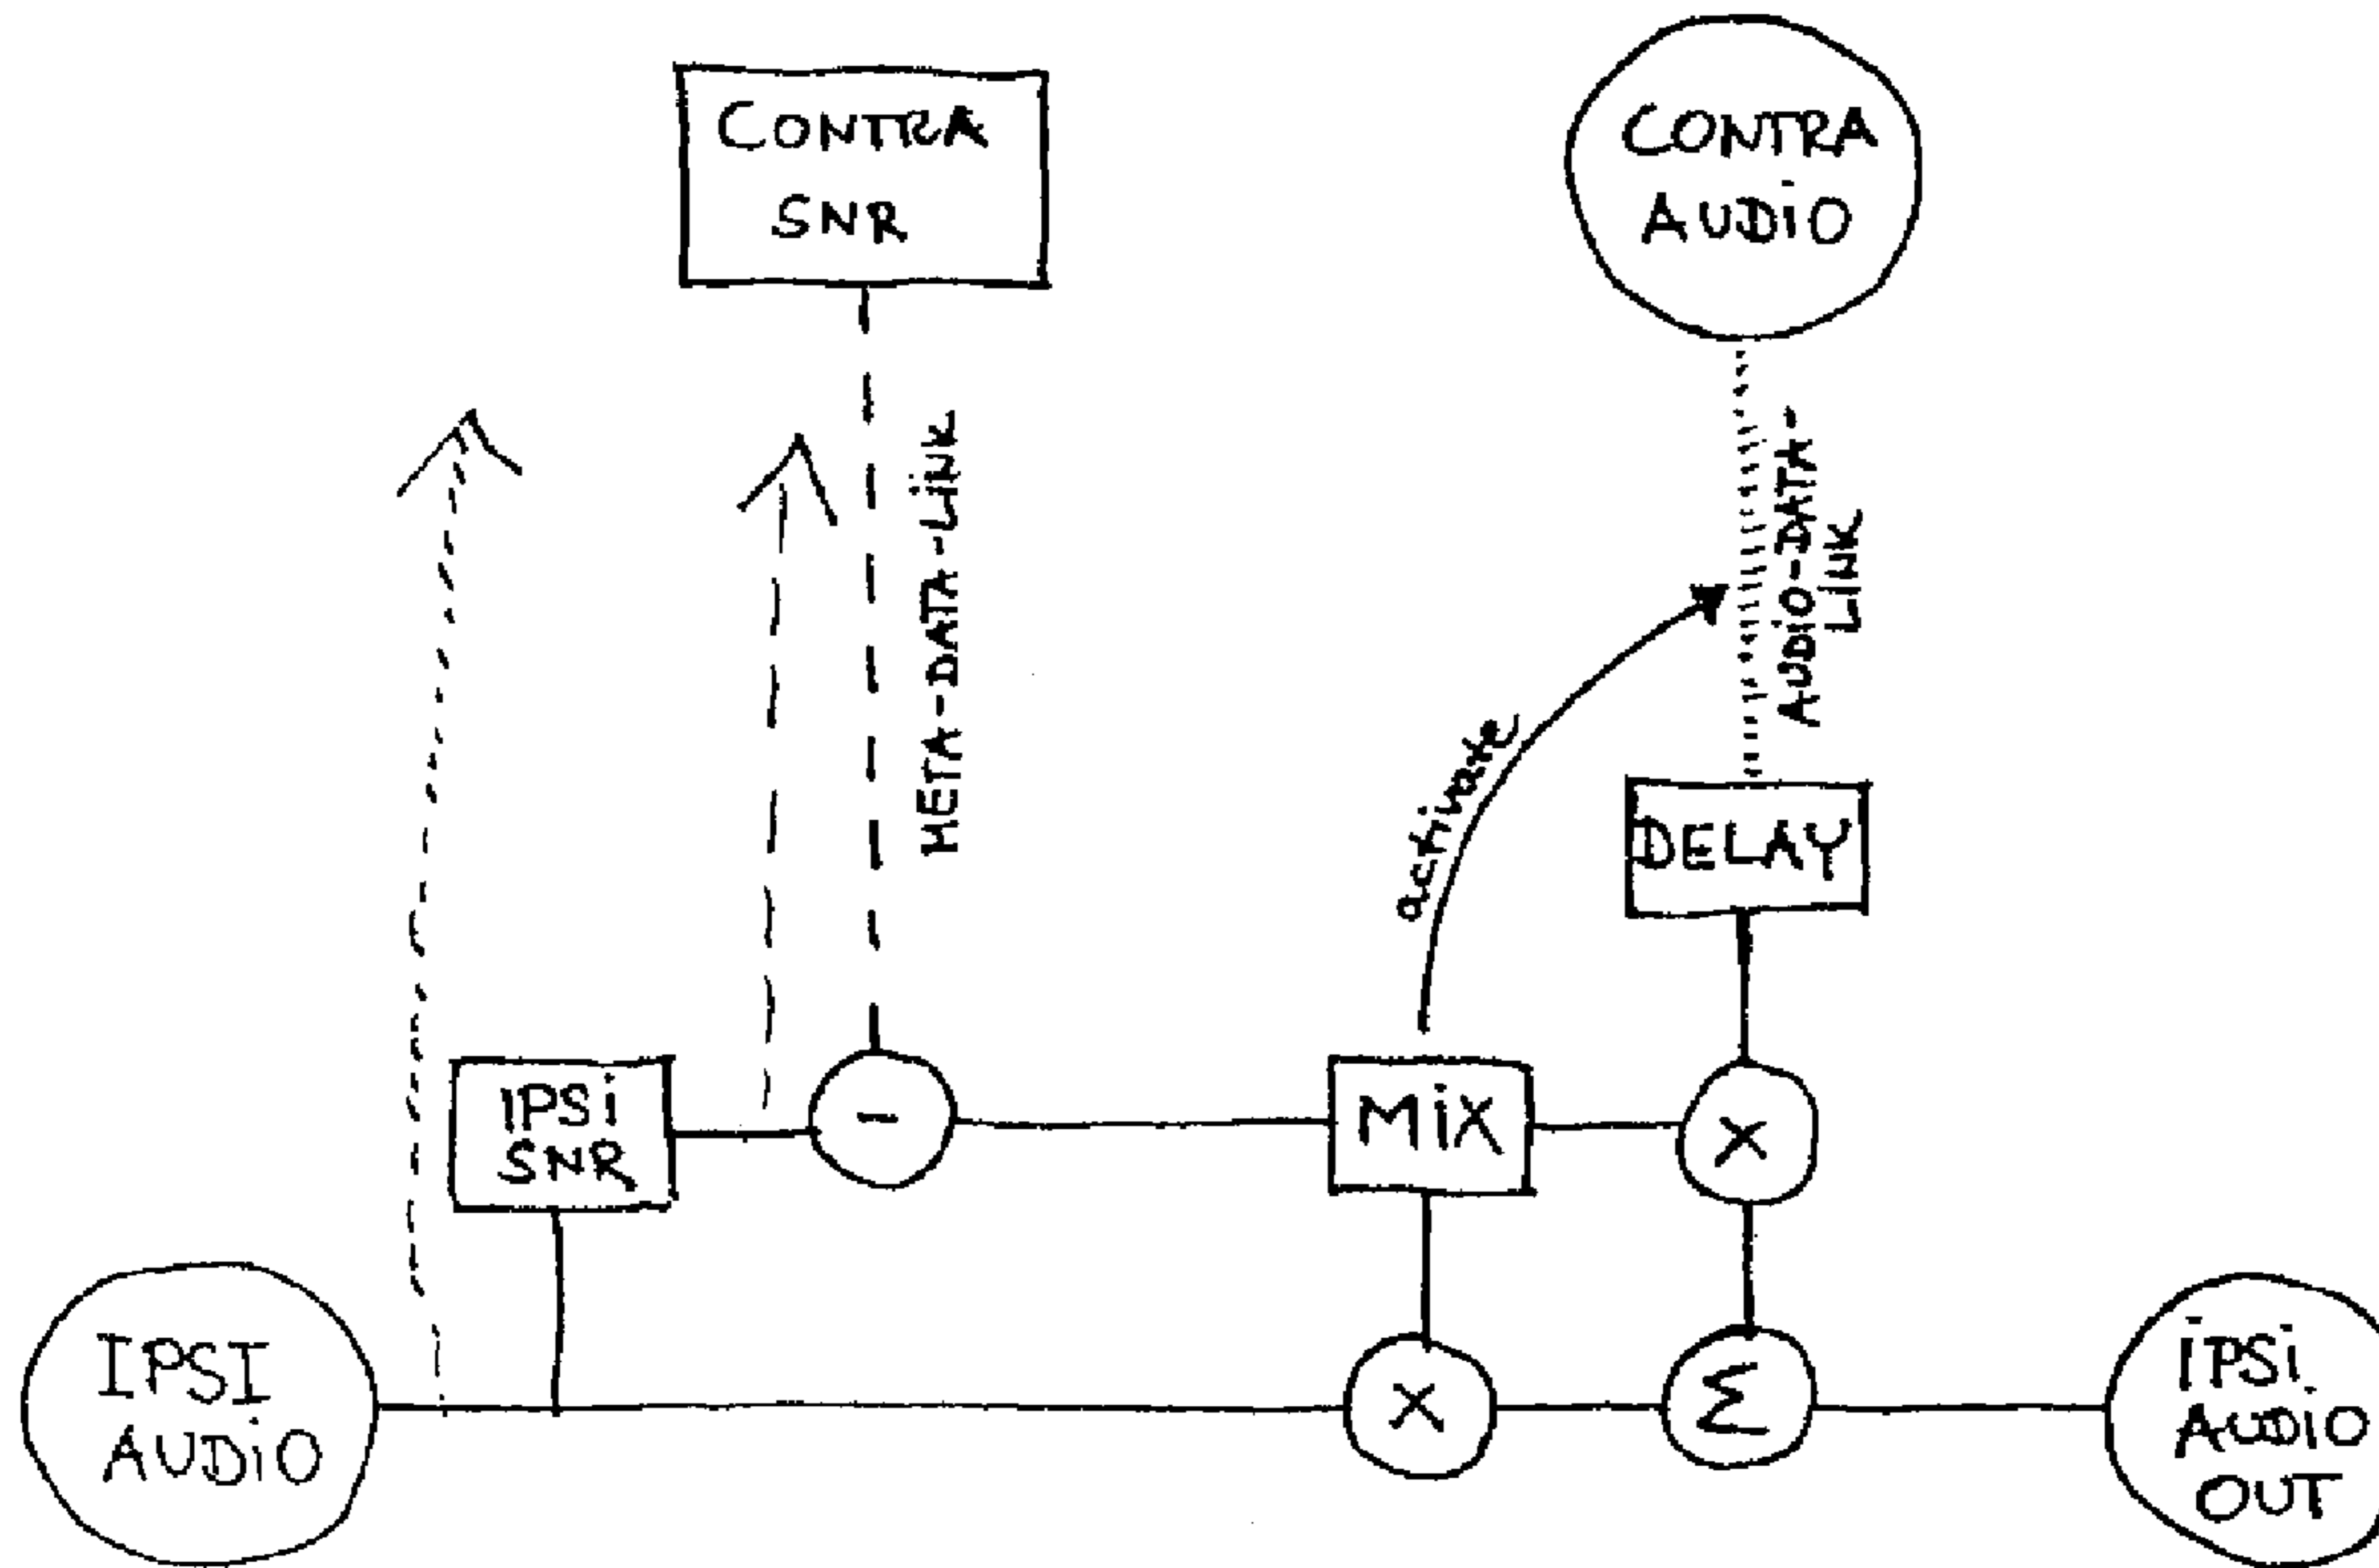 CONTRA
SNR
CONTRA
AUDiO
META-DATA-LiNK
AUDiO-DATA-
LiNK
activate
DELAY
IPSi
SNR
-
MiX
X
IPSI
AUDiO
X
Σ
iPSi
AUDiO
OUT